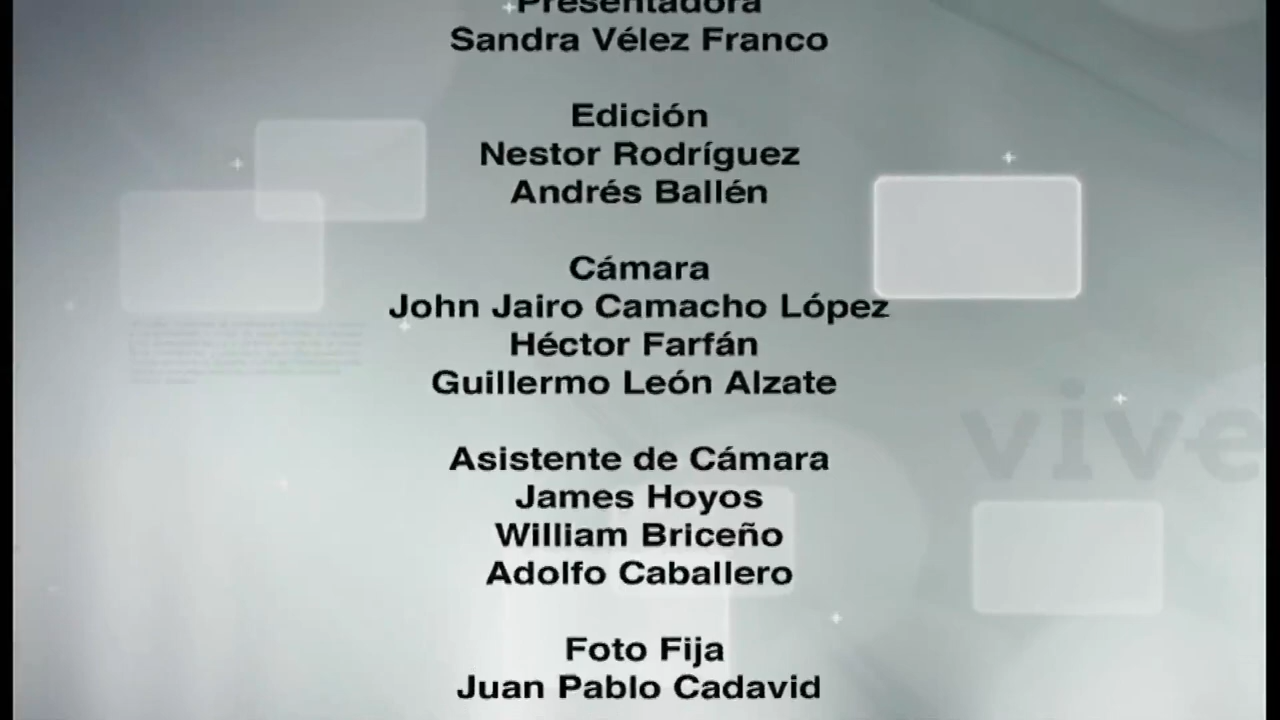 Presentadora
Sandra Vélez Franco
Edición
Nestor Rodríguez
Andrés Ballén
Cámara
John Jairo Camacho López
Héctor Farfán
Guillermo León Alzate
Asistente de Cámara
James Hoyos
William Briceño
Adolfo Caballero
Foto Fija
Juan Pablo Cadavid
vive